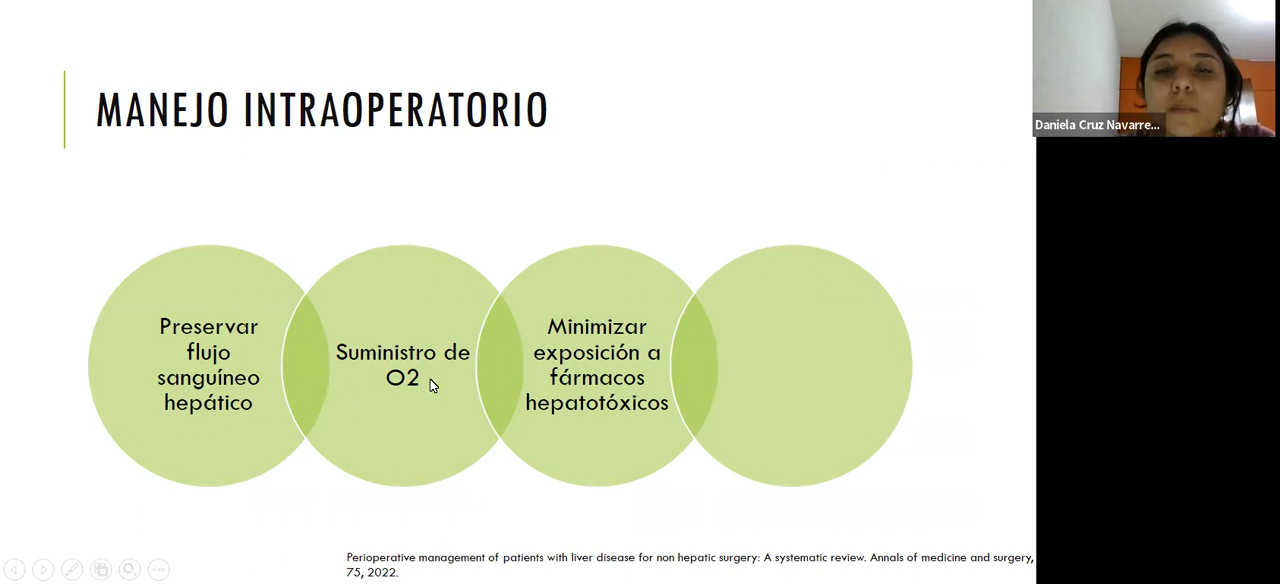 MANEJO INTRAOPERATORIO
Daniela Cruz Navarre...
Preservar
flujo
sanguíneo
hepático
Suministro de
O2
Minimizar
exposición a
fármacos
hepatotóxicos
Perioperative management of patients with liver disease for non hepatic surgery: A systematic review. Annals of medicine and surgery,
75, 2022.